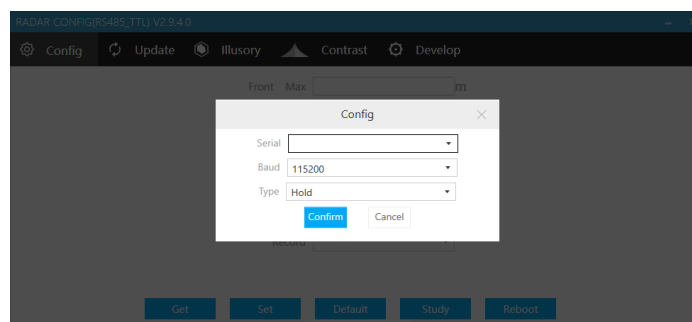 RADAR CONFIG(RS485_TTL) V2.9.4.0
Config Update Illusory Contrast Develop
Front Max m
Config
Serial
Baud 115200
Type Hold
Confirm Cancel
Record
Get Set Default Study Reboot